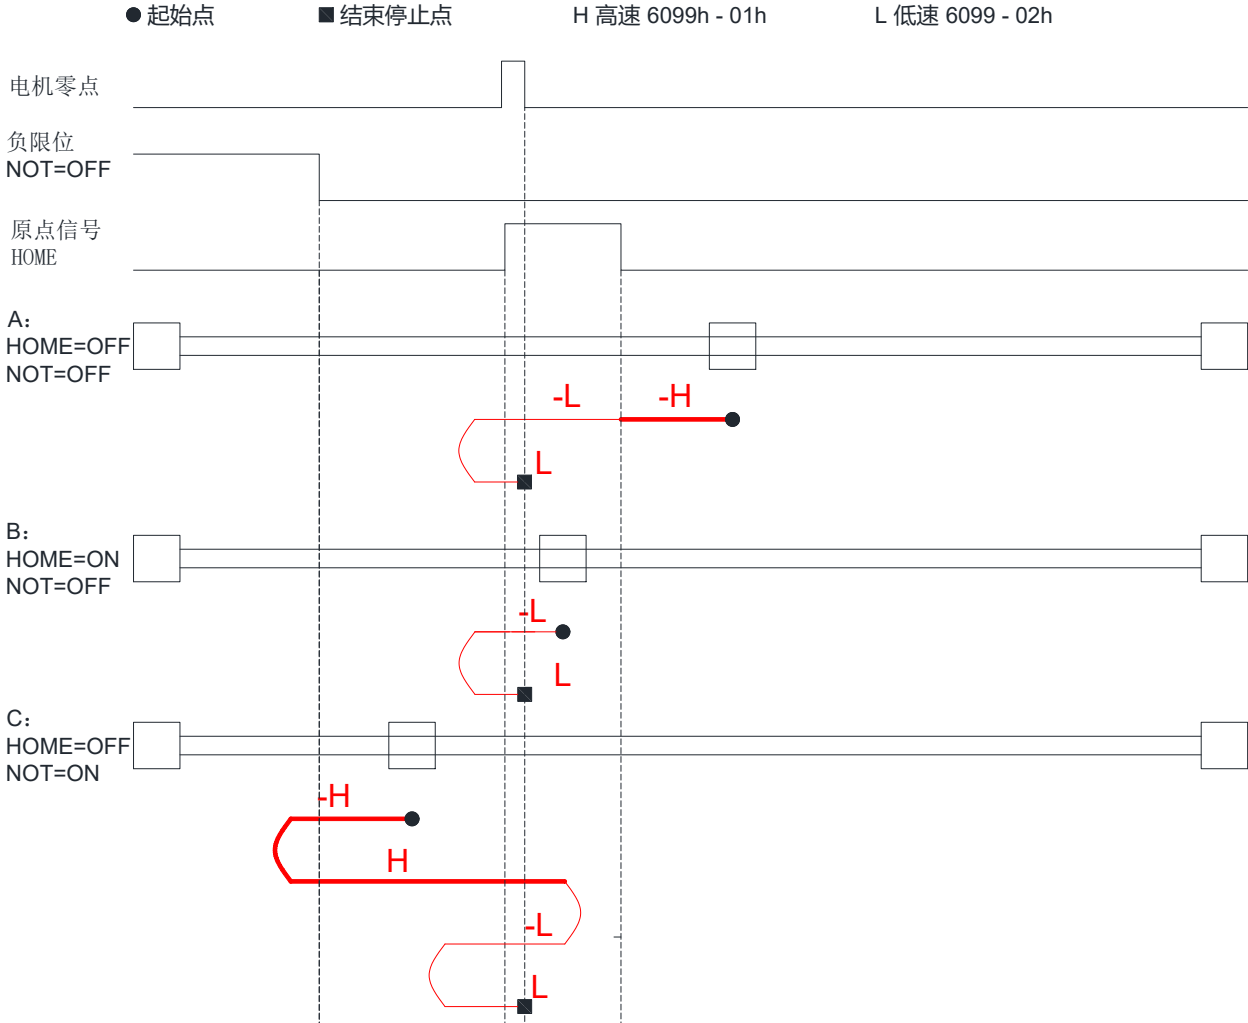 起始点 结束停止点 H 高速 6099h - 01h L 低速 6099 - 02h
电机零点
负限位
NOT=OFF
原点信号
HOME
A:
HOME=OFF
NOT=OFF
-L -H
L
B:
HOME=ON
NOT=OFF
-L
L
C:
HOME=OFF
NOT=ON
-H
H
-L
L